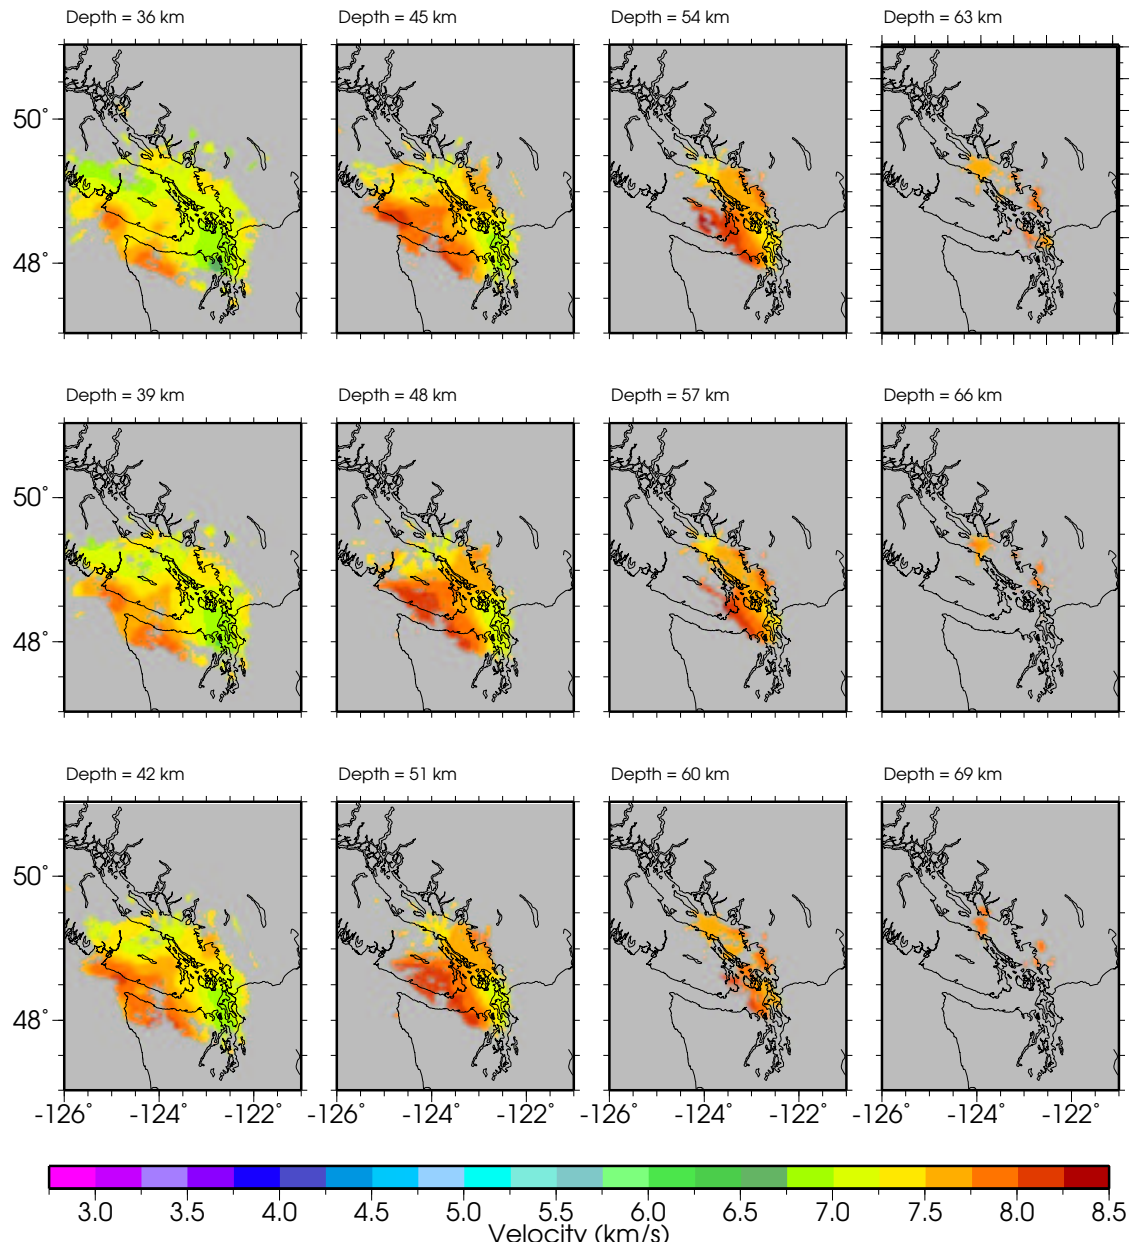 Depth = 36 km
Depth = 45 km
Depth = 54 km
Depth = 63 km
50°
48°
Depth = 39 km
Depth = 48 km
Depth = 57 km
Depth = 66 km
50°
48°
Depth = 42 km
Depth = 51 km
Depth = 60 km
Depth = 69 km
50°
48°
-126° -124° -122° -126° -124° -122° -126° -124° -122° -126° -124° -122°
3.0 3.5 4.0 4.5 5.0 5.5 6.0 6.5 7.0 7.5 8.0 8.5
Velocity (km/s)